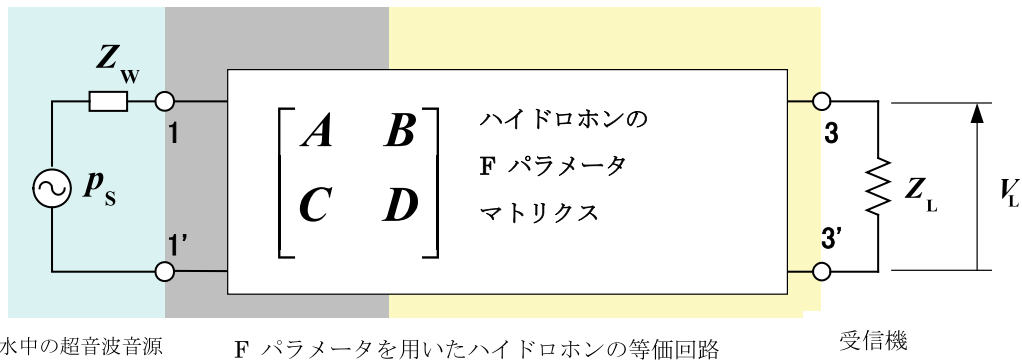 Z_W
1
p_S
1'
A B
C D
ハイドロホンの
F パラメータ
マトリクス
3
Z_L
V_L
3'
水中の超音波音源
F パラメータを用いたハイドロホンの等価回路
受信機